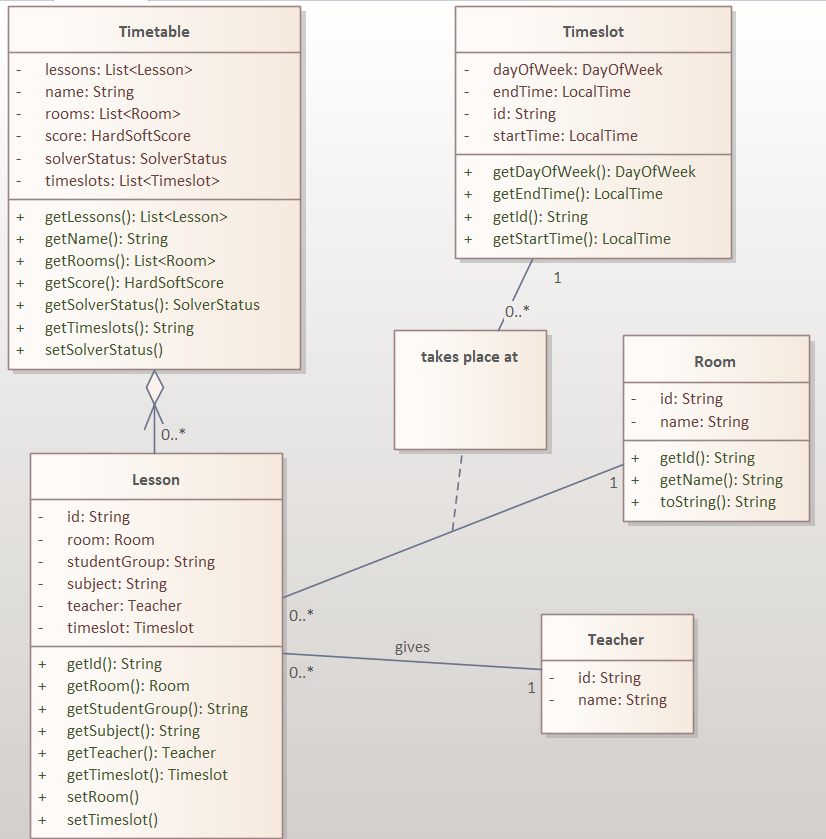 Timetable
- lessons: List<Lesson>
- name: String
- rooms: List<Room>
- score: HardSoftScore
- solverStatus: SolverStatus
- timeslots: List<Timeslot>
+ getLessons(): List<Lesson>
+ getName(): String
+ getRooms(): List<Room>
+ getScore(): HardSoftScore
+ getSolverStatus(): SolverStatus
+ getTimeslots(): String
+ setSolverStatus()
0..*
Timeslot
- dayOfWeek: DayOfWeek
- endTime: LocalTime
- id: String
- startTime: LocalTime
+ getDayOfWeek(): DayOfWeek
+ getEndTime(): LocalTime
+ getId(): String
+ getStartTime(): LocalTime
1
0..*
takes place at
Room
- id: String
- name: String
+ getId(): String
+ getName(): String
+ toString(): String
1
0..*
Lesson
- id: String
- room: Room
- studentGroup: String
- subject: String
- teacher: Teacher
- timeslot: Timeslot
+ getId(): String
+ getRoom(): Room
+ getStudentGroup(): String
+ getSubject(): String
+ getTeacher(): Teacher
+ getTimeslot(): Timeslot
+ setRoom()
+ setTimeslot()
gives
0..*
1
Teacher
- id: String
- name: String